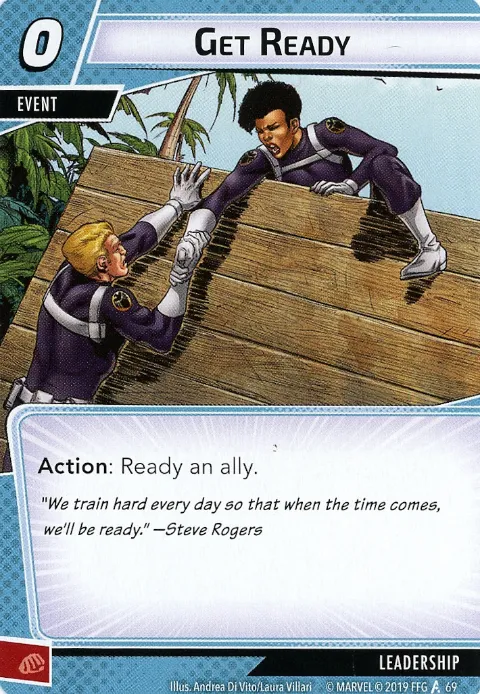 0
GET READY
EVENT
Action: Ready an ally.
"We train hard every day so that when the time comes,
we'll be ready." —Steve Rogers
LEADERSHIP
Illus. Andrea Di Vito/Laura Villari © MARVEL © 2019 FFG 69